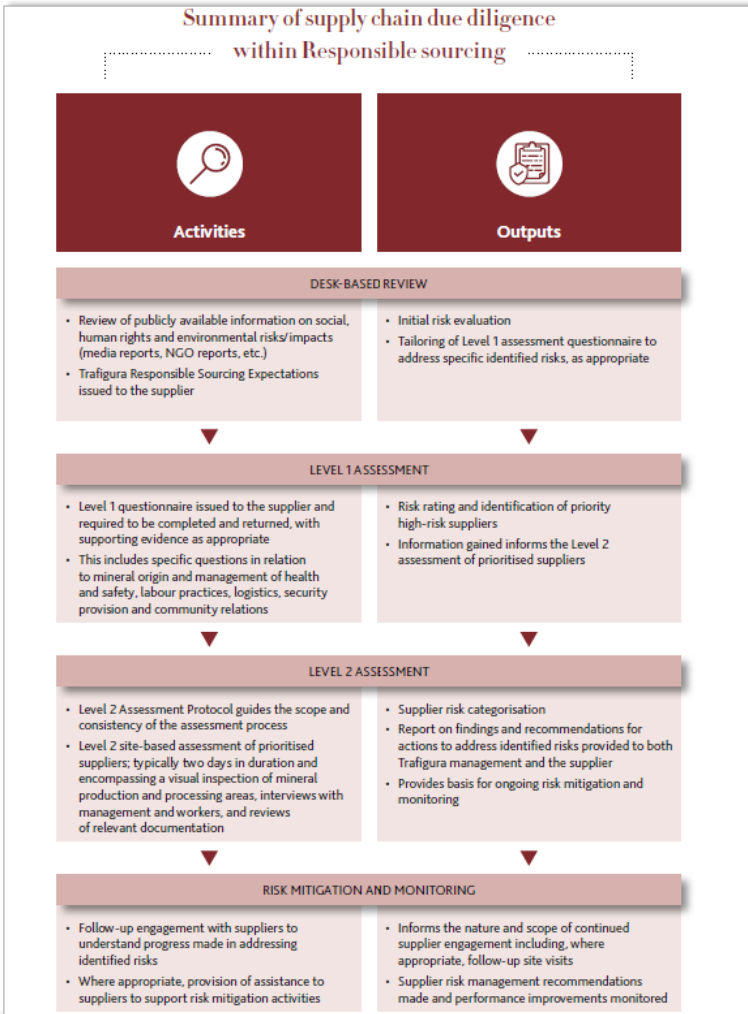 Summary of supply chain due diligence
within Responsible sourcing
Activities
Outputs
DESK-BASED REVIEW
• Review of publicly available information on social,
human rights and environmental risks/impacts
(media reports, NGO reports, etc.)
• Trafigura Responsible Sourcing Expectations
issued to the supplier
• Initial risk evaluation
• Tailoring of Level 1 assessment questionnaire to
address specific identified risks, as appropriate
LEVEL 1 ASSESSMENT
• Level 1 questionnaire issued to the supplier and
required to be completed and returned, with
supporting evidence as appropriate
• This includes specific questions in relation
to mineral origin and management of health
and safety, labour practices, logistics, security
provision and community relations
• Risk rating and identification of priority
high-risk suppliers
• Information gained informs the Level 2
assessment of prioritised suppliers
LEVEL 2 ASSESSMENT
• Level 2 Assessment Protocol guides the scope and
consistency of the assessment process
• Level 2 site-based assessment of prioritised
suppliers; typically two days in duration and
encompassing a visual inspection of mineral
production and processing areas, interviews with
management and workers, and reviews
of relevant documentation
• Supplier risk categorisation
• Report on findings and recommendations for
actions to address identified risks provided to both
Trafigura management and the supplier
• Provides basis for ongoing risk mitigation and
monitoring
RISK MITIGATION AND MONITORING
• Follow-up engagement with suppliers to
understand progress made in addressing
identified risks
• Where appropriate, provision of assistance to
suppliers to support risk mitigation activities
• Informs the nature and scope of continued
supplier engagement including, where
appropriate, follow-up site visits
• Supplier risk management recommendations
made and performance improvements monitored